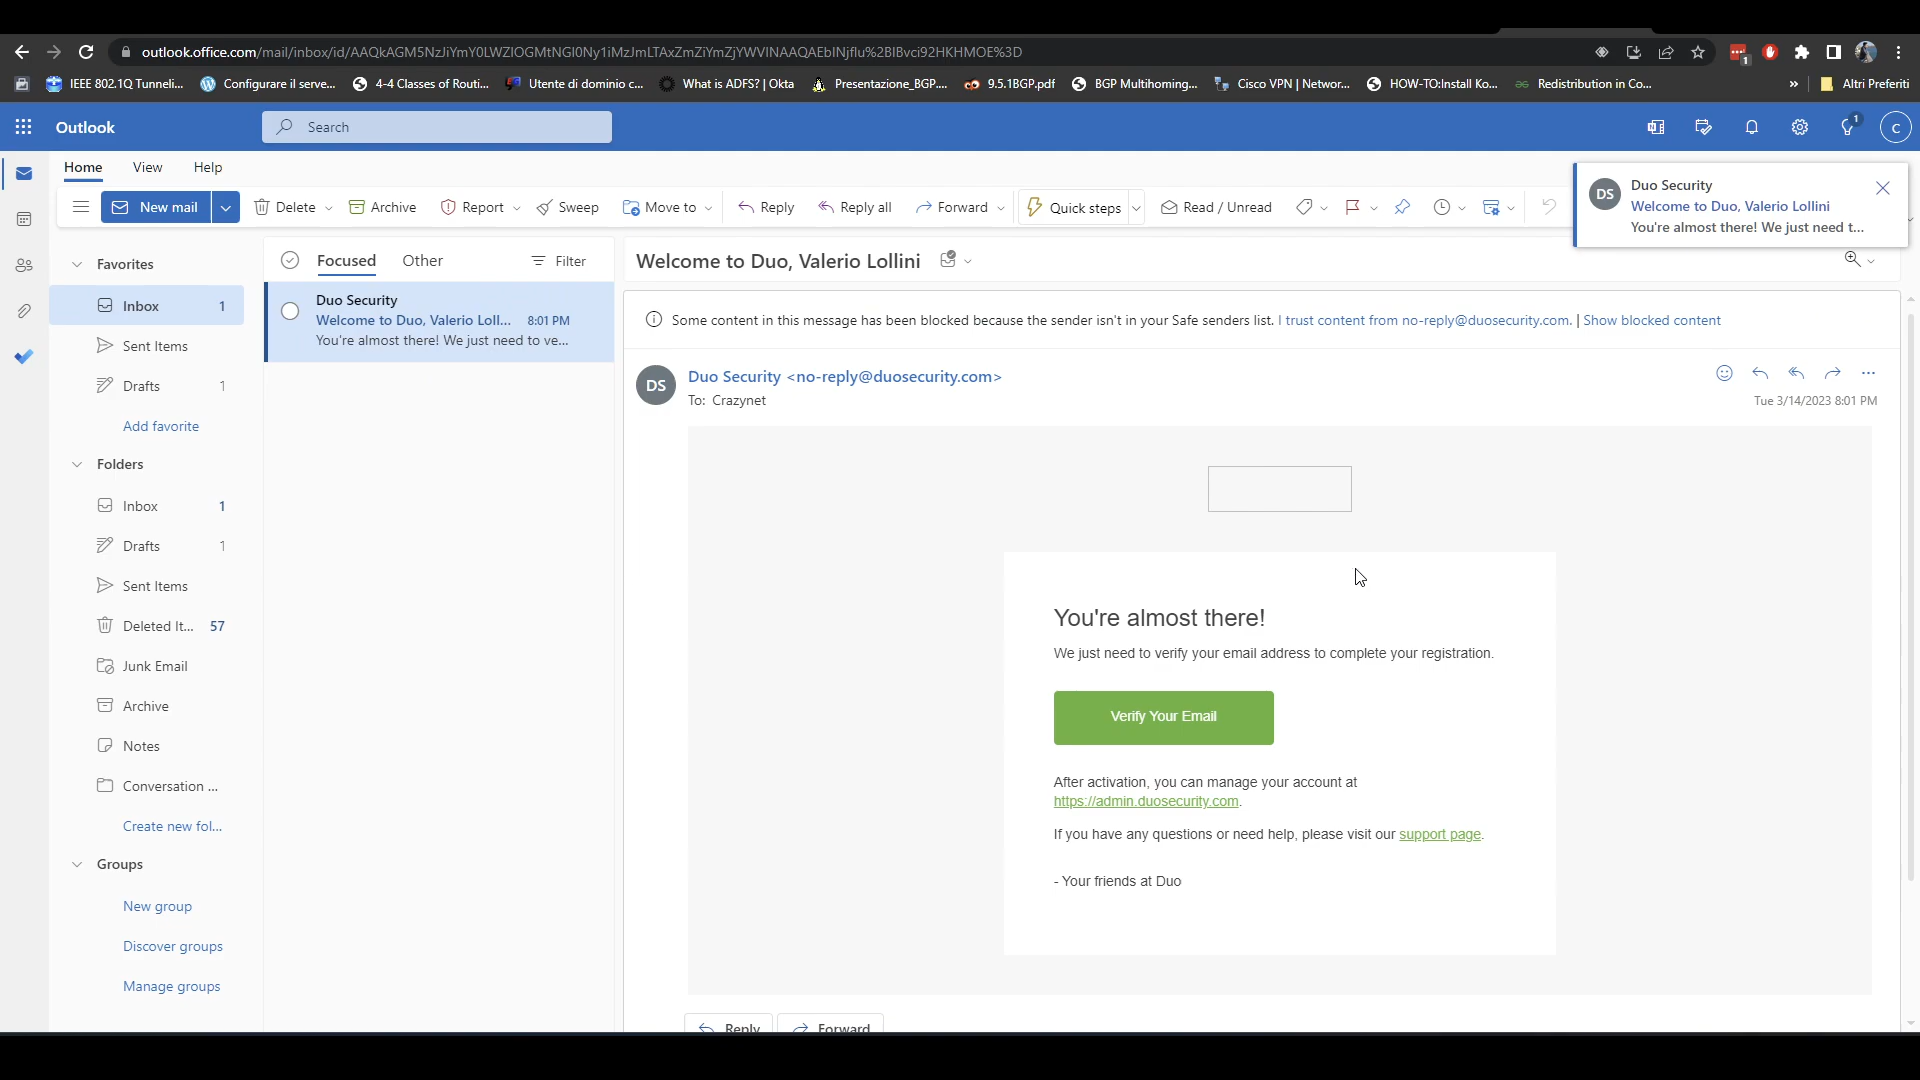 outlook.office.com/mail/inbox/id/AAQkAGM5NzJiYmY0LWZlOGMtNGI0Ny1iMzJmLTAxZmZiYmZjYWVlNAAQAEblNjflu%2BIBvci92HKHMOE%3D
1
IEEE 802.1Q Tunneli...
Configurare il serve...
4-4 Classes of Routi...
Utente di dominio c...
What is ADFS? | Okta
Presentazione_BGP....
9.5.1BGP.pdf
BGP Multihoming...
Cisco VPN | Networ...
HOW-TO:Install Ko...
Redistribution in Co...
»
Altri Preferiti
Outlook
Search
1
C
Home View Help
New mail
Delete
Archive
Report
Sweep
Move to
Reply
Reply all
Forward
Quick steps
Read / Unread
DS
Duo Security
Welcome to Duo, Valerio Lollini
You're almost there! We just need t...
Favorites
Inbox 1
Sent Items
Drafts 1
Add favorite
Folders
Inbox 1
Drafts 1
Sent Items
Deleted It... 57
Junk Email
Archive
Notes
Conversation ...
Create new fol...
Groups
New group
Discover groups
Manage groups
Focused Other Filter
Duo Security
Welcome to Duo, Valerio Loll... 8:01 PM
You're almost there! We just need to ve...
Welcome to Duo, Valerio Lollini
Some content in this message has been blocked because the sender isn't in your Safe senders list. I trust content from no-reply@duosecurity.com. | Show blocked content
DS
Duo Security <no-reply@duosecurity.com>
To: Crazynet
Tue 3/14/2023 8:01 PM
You're almost there!
We just need to verify your email address to complete your registration.
Verify Your Email
After activation, you can manage your account at
https://admin.duosecurity.com.
If you have any questions or need help, please visit our support page.
- Your friends at Duo
Reply
Forward